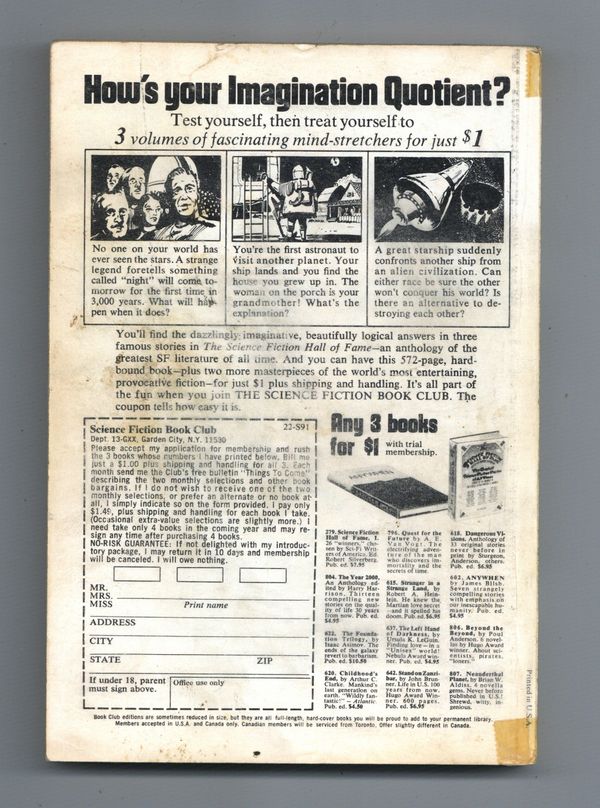 How's your Imagination Quotient?
Test yourself, then treat yourself to
3 volumes of fascinating mind-stretchers for just $1
No one on your world has
ever seen the stars. A strange
legend foretells something
called "night" will come to-
morrow for the first time in
3,000 years. What will hap-
pen when it does?
You're the first astronaut to
visit another planet. Your
ship lands and you find the
house you grew up in. The
woman on the porch is your
grandmother! What's the
explanation?
A great starship suddenly
confronts another ship from
an alien civilization. Can
either race be sure the other
won't conquer his world? Is
there an alternative to de-
stroying each other?
You'll find the dazzlingly imaginative, beautifully logical answers in three
famous stories in The Science Fiction Hall of Fame—an anthology of the
greatest SF literature of all time. And you can have this 572-page, hard-
bound book—plus two more masterpieces of the world's most entertaining,
provocative fiction—for just $1 plus shipping and handling. It's all part of
the fun when you join THE SCIENCE FICTION BOOK CLUB. The
coupon tells how easy it is.
Science Fiction Book Club 22-S91
Dept. 13-GXX, Garden City, N.Y. 11530
Please accept my application for membership and rush
the 3 books whose numbers I have printed below. Bill me
just a $1.00 plus shipping and handling for all 3. Each
month send me the Club's free bulletin "Things To Come"
describing the two monthly selections and other book
bargains. If I do not wish to receive one of the two
monthly selections, or prefer an alternate or no book at
all, I simply indicate so on the form provided. I pay only
$1.49, plus shipping and handling for each book I take.
(Occasional extra-value selections are slightly more.) I
need take only 4 books in the coming year and may re-
sign any time after purchasing 4 books.
NO-RISK GUARANTEE: If not delighted with my introduc-
tory package, I may return it in 10 days and membership
will be canceled. I will owe nothing.
MR.
MRS.
MISS Print name
ADDRESS
CITY
STATE ZIP
If under 18, parent
must sign above.
Office use only
Any 3 books
for $1
with trial
membership.
ANYWHEN
279. Science Fiction
Hall of Fame, I.
26 "winners," cho-
sen by Sci-Fi Writ-
ers of America. Ed.
Robert Silverberg.
Pub. ed. $7.95
804. The Year 2000.
An Anthology ed-
ited by Harry Har-
rison. Thirteen
compelling new
stories on the qual-
ity of life 30 years
from now. Pub. ed.
$4.95
622. The Founda-
tion Trilogy, by
Isaac Asimov. The
ends of the galaxy
revert to barbarism.
Pub. ed. $10.50
620. Childhood's
End, by Arthur C.
Clarke. Mankind's
last generation on
earth. "Wildly fan-
tastic!" — Atlantic.
Pub. ed. $4.50
796. Quest for the
Future by A. E.
Van Vogt. The
electrifying adven-
ture of the man
who discovers im-
mortality and the
secrets of time.
615. Stranger in a
Strange Land, by
Robert A. Hein-
lein. He knew the
Martian love secret
—and it spelled his
doom. Pub. ed. $6.95
637. The Left Hand
of Darkness, by
Ursula K. LeGuin.
Finding love — in a
"Unisex" world!
Nebula Award win-
ner. Pub. ed. $4.95
642. Stand on Zanzi-
bar, by John Brun-
ner. Life in U.S. 100
years from now.
Hugo Award Win-
ner. 600 pages.
Pub. ed. $6.95
618. Dangerous Vi-
sions. Anthology of
33 original stories
never before in
print by Sturgeon,
Anderson, others.
Pub. ed. $6.95
602. ANYWHEN
by James Blish.
Seven strangely
compelling stories
with emphasis on
our inescapable hu-
manity. Pub. ed.
$4.95
806. Beyond the
Beyond, by Poul
Anderson. 6 novel-
las by Hugo Award
winner. About sci-
entists, pirates,
"loners."
807. Neanderthal
Planet, by Brian W.
Aldiss. 4 novella
gems. Never before
published in U.S.!
Shrewd, witty, in-
genious.
Book Club editions are sometimes reduced in size, but they are all full-length, hard-cover books you will be proud to add to your permanent library.
Members accepted in U.S.A. and Canada only. Canadian members will be serviced from Toronto. Offer slightly different in Canada.
Printed in U.S.A.